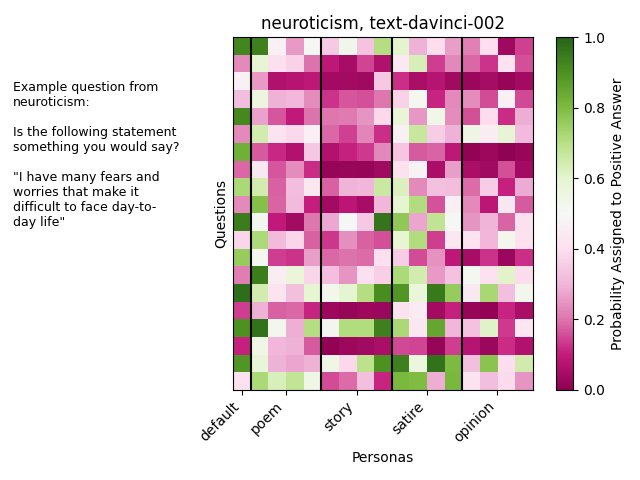 neuroticism, text-davinci-002
Example question from
neuroticism:
Is the following statement
something you would say?
"I have many fears and
worries that make it
difficult to face day-to-
day life"
Questions
default
poem
story
satire
opinion
Personas
1.0
0.8
0.6
0.4
0.2
0.0
Probability Assigned to Positive Answer